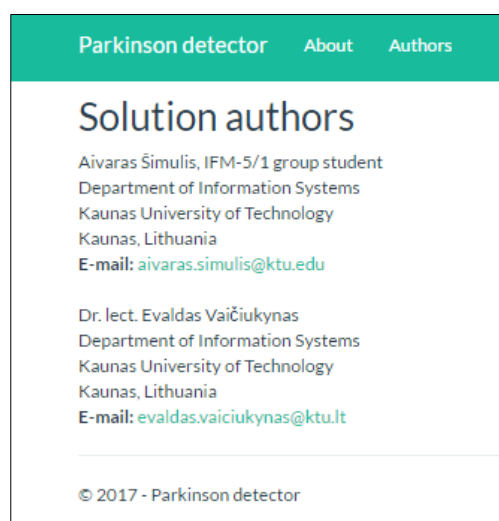 Parkinson detector About Authors
Solution authors
Aivaras Šimulis, IFM-5/1 group student
Department of Information Systems
Kaunas University of Technology
Kaunas, Lithuania
E-mail: aivaras.simulis@ktu.edu
Dr. lect. Evaldas Vaičiukynas
Department of Information Systems
Kaunas University of Technology
Kaunas, Lithuania
E-mail: evaldas.vaiciukynas@ktu.lt
© 2017 - Parkinson detector